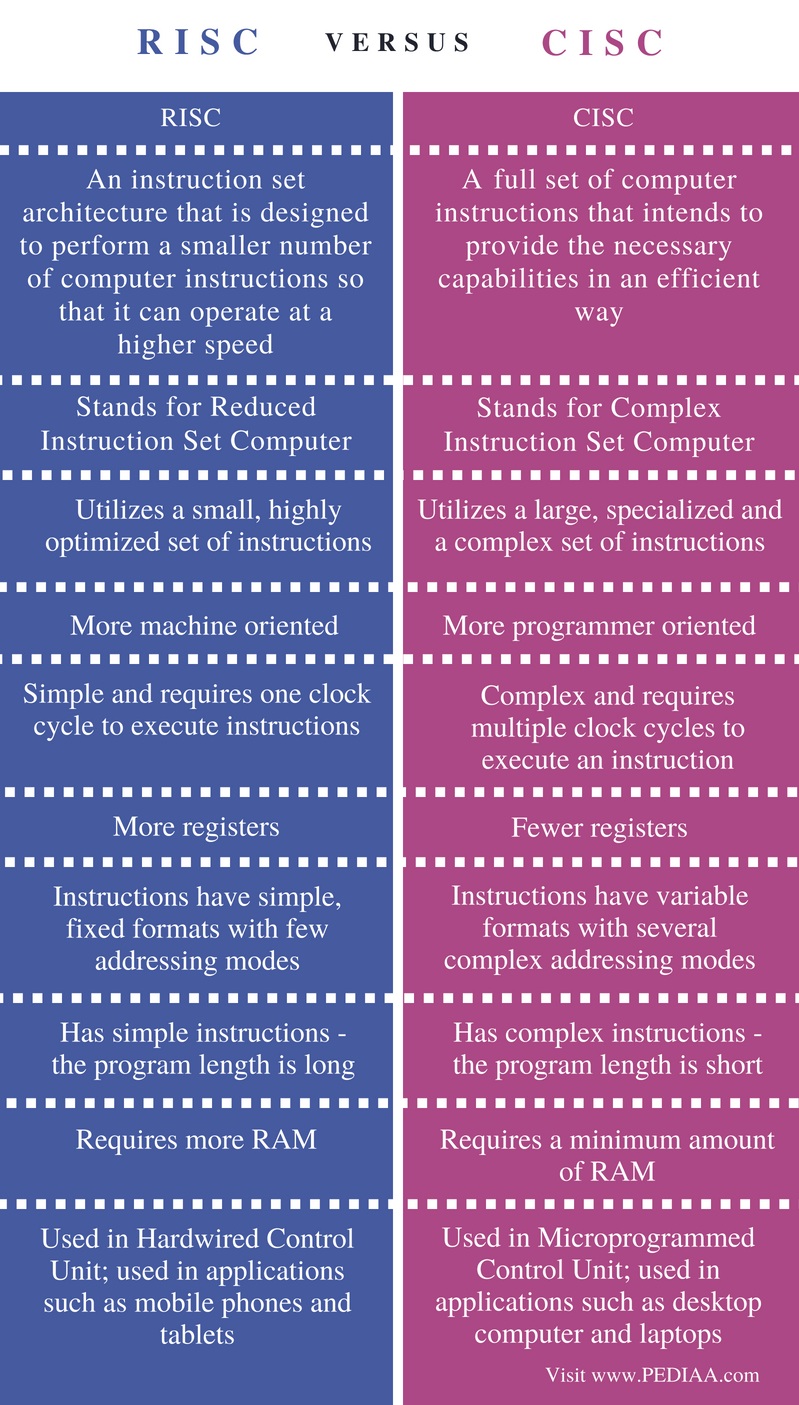 RISC VERSUS CISC
RISC
An instruction set
architecture that is designed
to perform a smaller number
of computer instructions so
that it can operate at a
higher speed
CISC
A full set of computer
instructions that intends to
provide the necessary
capabilities in an efficient
way
Stands for Reduced
Instruction Set Computer
Stands for Complex
Instruction Set Computer
Utilizes a small, highly
optimized set of instructions
Utilizes a large, specialized and
a complex set of instructions
More machine oriented
More programmer oriented
Simple and requires one clock
cycle to execute instructions
Complex and requires
multiple clock cycles to
execute an instruction
More registers
Fewer registers
Instructions have simple,
fixed formats with few
addressing modes
Instructions have variable
formats with several
complex addressing modes
Has simple instructions -
the program length is long
Has complex instructions -
the program length is short
Requires more RAM
Requires a minimum amount
of RAM
Used in Hardwired Control
Unit; used in applications
such as mobile phones and
tablets
Used in Microprogrammed
Control Unit; used in
applications such as desktop
computer and laptops
Visit www.PEDIAA.com